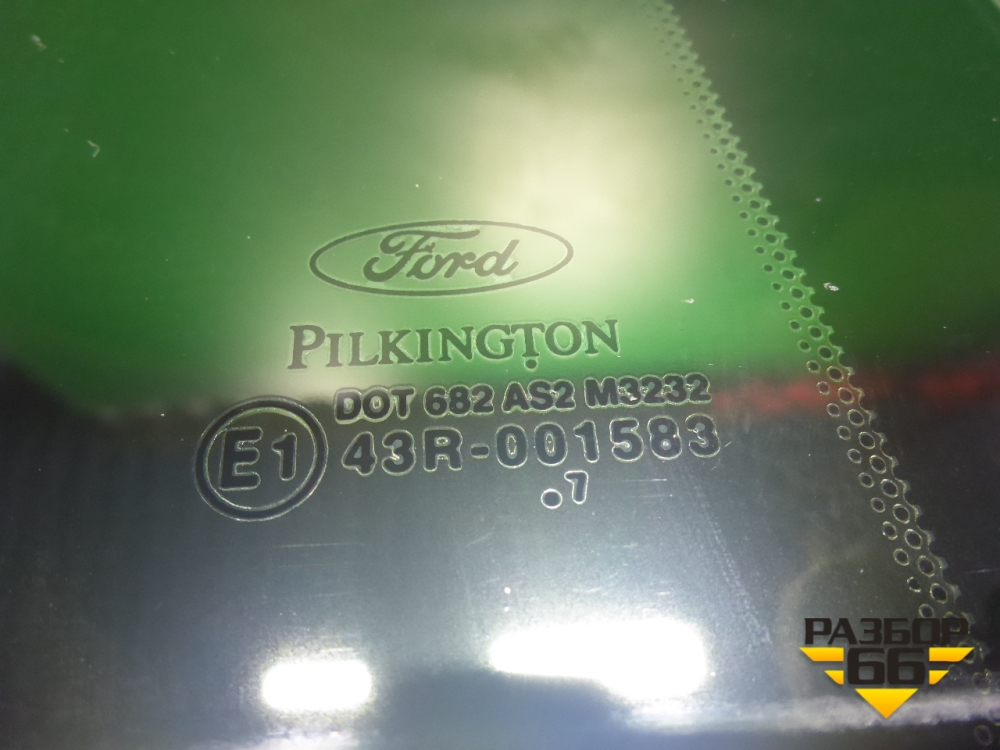 Ford
PILKINGTON
DOT 682 AS2 M3232
E1
43R-001583
.7
РАЗБОР
66